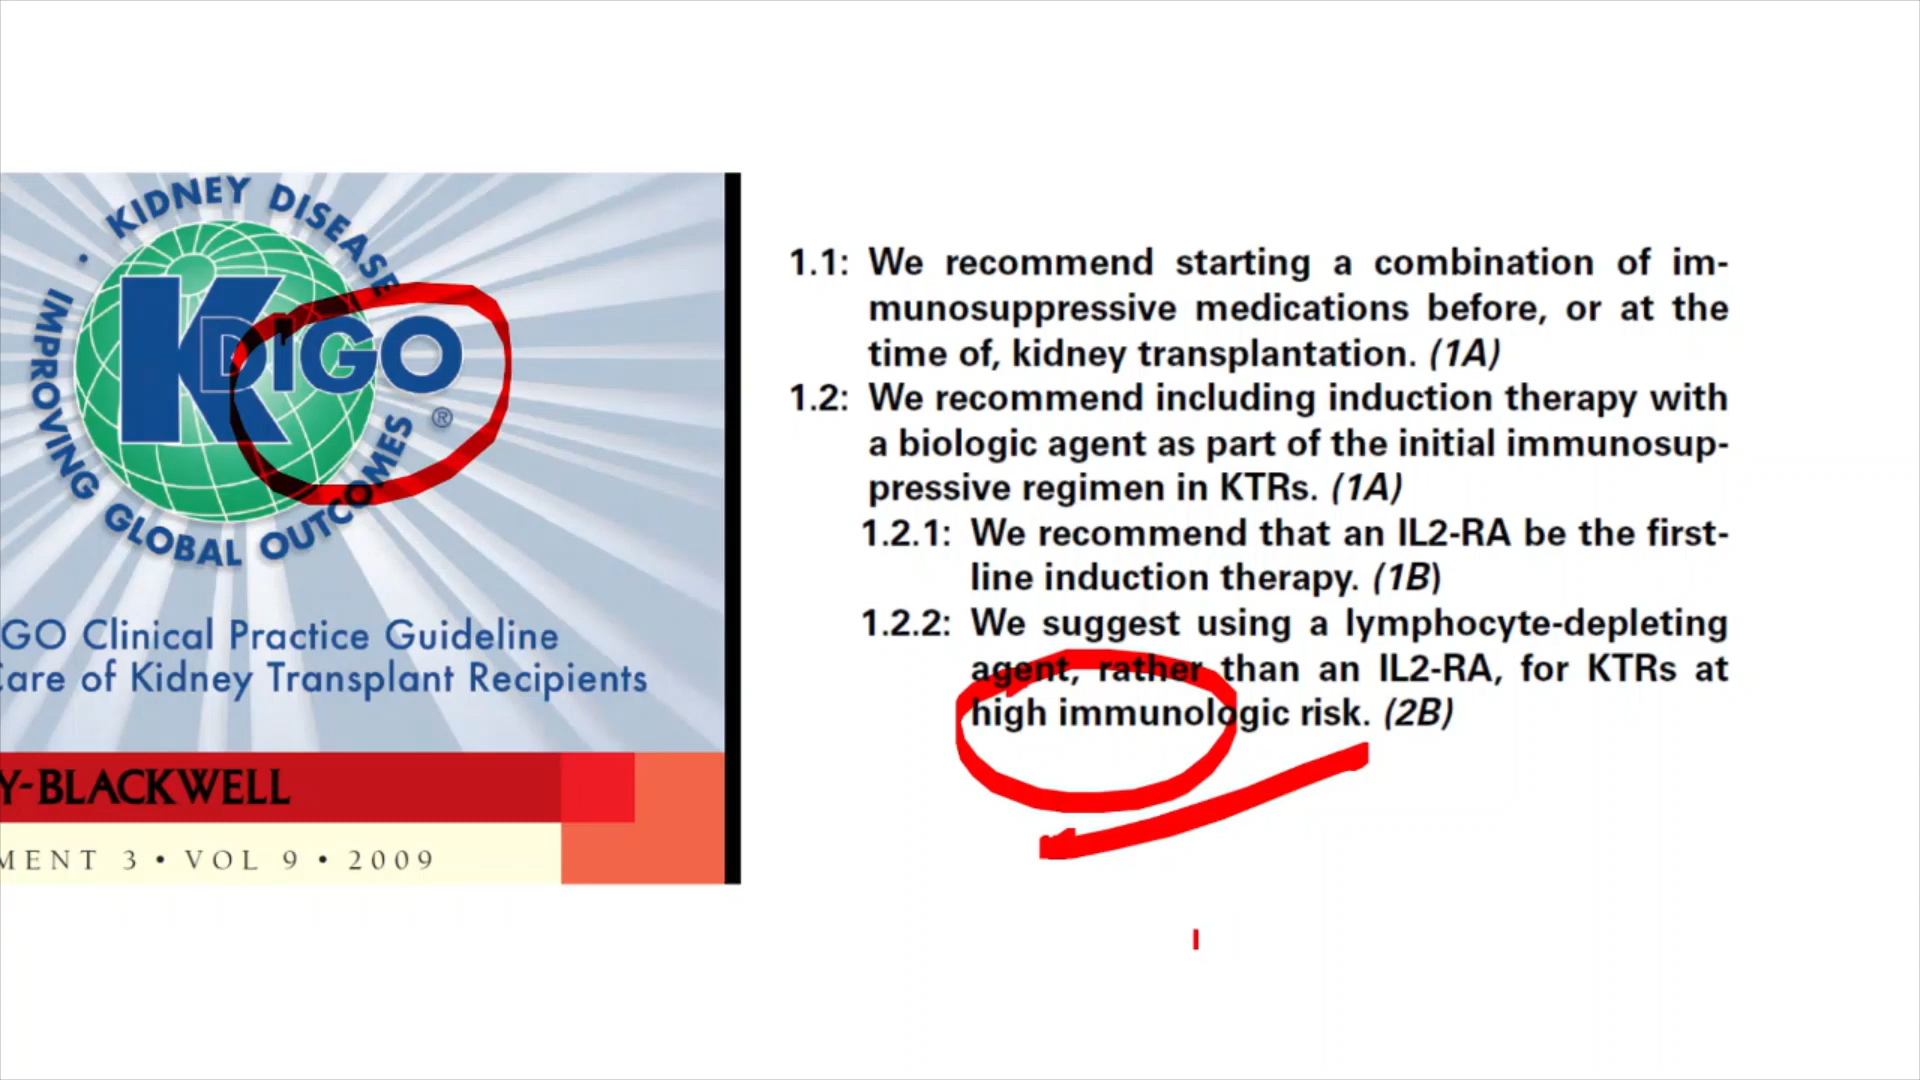 KIDNEY DISEASE
IMPROVING GLOBAL OUTCOMES
KDIGO
®
GO Clinical Practice Guideline
Care of Kidney Transplant Recipients
Y-BLACKWELL
MENT 3 • VOL 9 • 2009
1.1: We recommend starting a combination of im-
munosuppressive medications before, or at the
time of, kidney transplantation. (1A)
1.2: We recommend including induction therapy with
a biologic agent as part of the initial immunosup-
pressive regimen in KTRs. (1A)
1.2.1: We recommend that an IL2-RA be the first-
line induction therapy. (1B)
1.2.2: We suggest using a lymphocyte-depleting
agent, rather than an IL2-RA, for KTRs at
high immunologic risk. (2B)